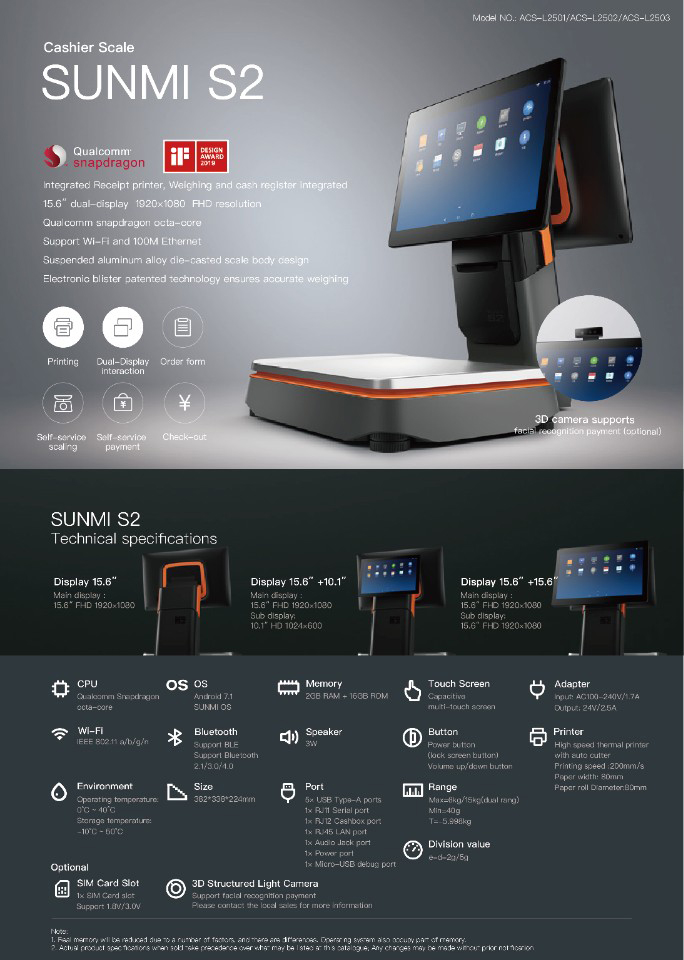 Model NO.: ACS-L2501/ACS-L2502/ACS-L2503
Cashier Scale
SUNMI S2
Qualcomm
snapdragon
iF DESIGN AWARD 2019
Integrated Receipt printer, Weighing and cash register integrated
15.6" dual-display 1920×1080 FHD resolution
Qualcomm snapdragon octa-core
Support Wi-Fi and 100M Ethernet
Suspended aluminum alloy die-casted scale body design
Electronic blister patented technology ensures accurate weighing
Printing
Dual-Display
interaction
Order form
Self-service
scaling
Self-service
payment
Check-out
3D camera supports
facial recognition payment (optional)
SUNMI S2
Technical specifications
Display 15.6"
Main display :
15.6" FHD 1920×1080
Display 15.6" +10.1"
Main display :
15.6" FHD 1920×1080
Sub display:
10.1" HD 1024×600
Display 15.6" +15.6"
Main display :
15.6" FHD 1920×1080
Sub display:
15.6" FHD 1920×1080
CPU
Qualcomm Snapdragon
octa-core
OS OS
Android 7.1
SUNMI OS
Memory
2GB RAM + 16GB ROM
Touch Screen
Capacitive
multi-touch screen
Adapter
Input: AC100-240V/1.7A
Output: 24V/2.5A
Wi-Fi
IEEE 802.11 a/b/g/n
Bluetooth
Support BLE
Support Bluetooth
2.1/3.0/4.0
Speaker
3W
Button
Power button
(lock screen button)
Volume up/down button
Printer
High speed thermal printer
with auto cutter
Printing speed :200mm/s
Paper width: 80mm
Paper roll Diameter:80mm
Environment
Operating temperature:
0℃ ~ 40℃
Storage temperature:
-10℃ ~ 60℃
Size
382*338*224mm
Port
6× USB Type-A ports
1× RJ11 Serial port
1× RJ12 Cashbox port
1× RJ45 LAN port
1× Audio Jack port
1× Power port
1× Micro-USB debug port
Range
Max=6kg/15kg(dual rang)
Min=40g
T=-5.998kg
Division value
e=d=2g/5g
Optional
SIM Card Slot
1× SIM Card slot
Support 1.8V/3.0V
3D Structured Light Camera
Support facial recognition payment
Please contact the local sales for more information
Note:
1. Real memory will be reduced due to a number of factors, and there are differences. Operating system also occupy part of memory.
2. Actual product specifications when sold take precedence over what may be listed at this catalogue; Any changes may be made without prior notification.